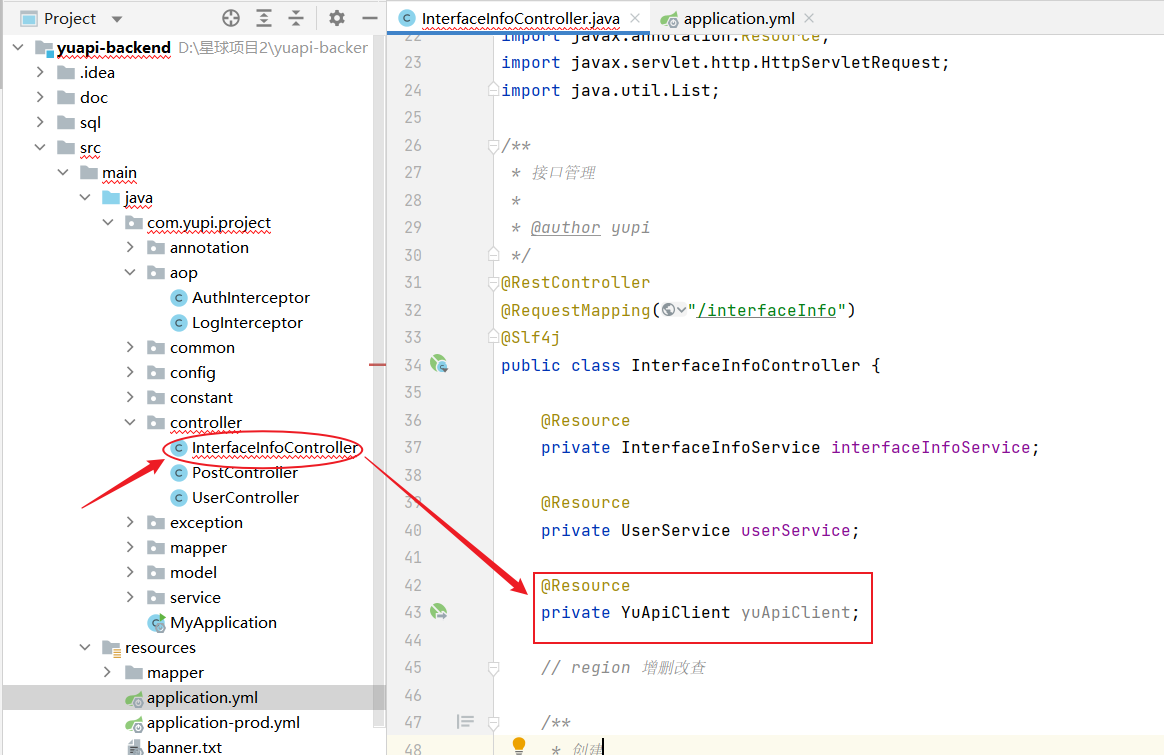 Project
yuapi-backend D:\星球项目2\yuapi-backer
.idea
doc
sql
src
main
java
com.yupi.project
annotation
aop
AuthInterceptor
LogInterceptor
common
config
constant
controller
InterfaceInfoController
PostController
UserController
exception
mapper
model
service
MyApplication
resources
mapper
application.yml
application-prod.yml
banner.txt
InterfaceInfoController.java
application.yml
22 import javax.annotation.Resource;
23 import javax.servlet.http.HttpServletRequest;
24 import java.util.List;
25
26 /**
27 * 接口管理
28 *
29 * @author yupi
30 */
31 @RestController
32 @RequestMapping("/interfaceInfo")
33 @Slf4j
34 public class InterfaceInfoController {
35
36 @Resource
37 private InterfaceInfoService interfaceInfoService;
38
39 @Resource
40 private UserService userService;
41
42 @Resource
43 private YuApiClient yuApiClient;
44
45 // region 增删改查
46
47 /**
48 * 创建